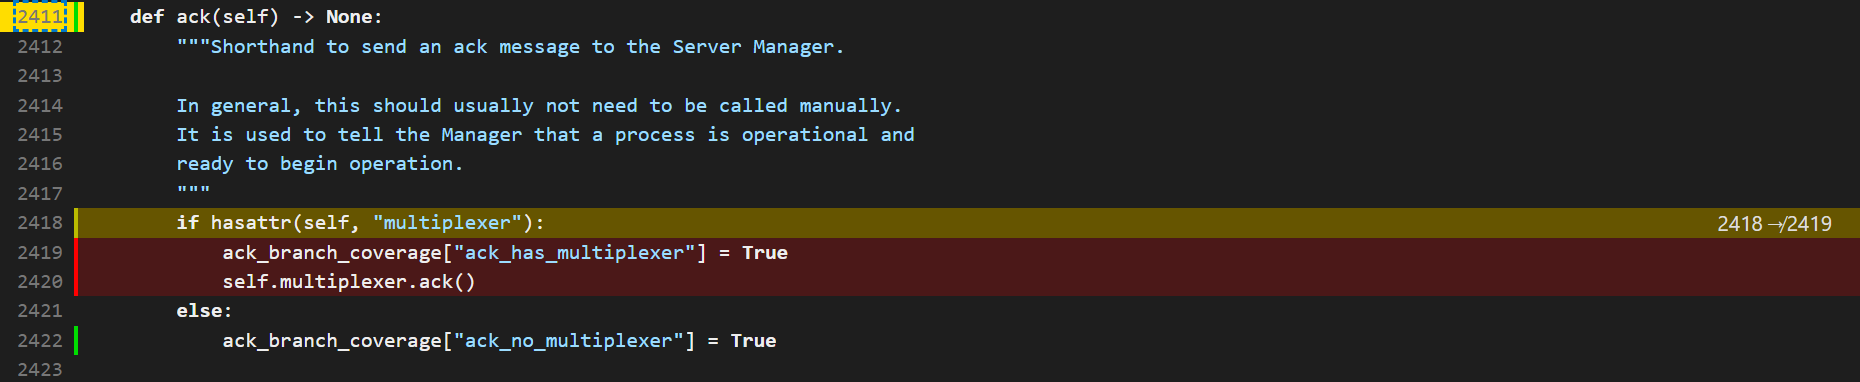 2411 def ack(self) -> None:
2412 """Shorthand to send an ack message to the Server Manager.
2413
2414 In general, this should usually not need to be called manually.
2415 It is used to tell the Manager that a process is operational and
2416 ready to begin operation.
2417 """
2418 if hasattr(self, "multiplexer"): 2418 ↛ 2419
2419 ack_branch_coverage["ack_has_multiplexer"] = True
2420 self.multiplexer.ack()
2421 else:
2422 ack_branch_coverage["ack_no_multiplexer"] = True
2423